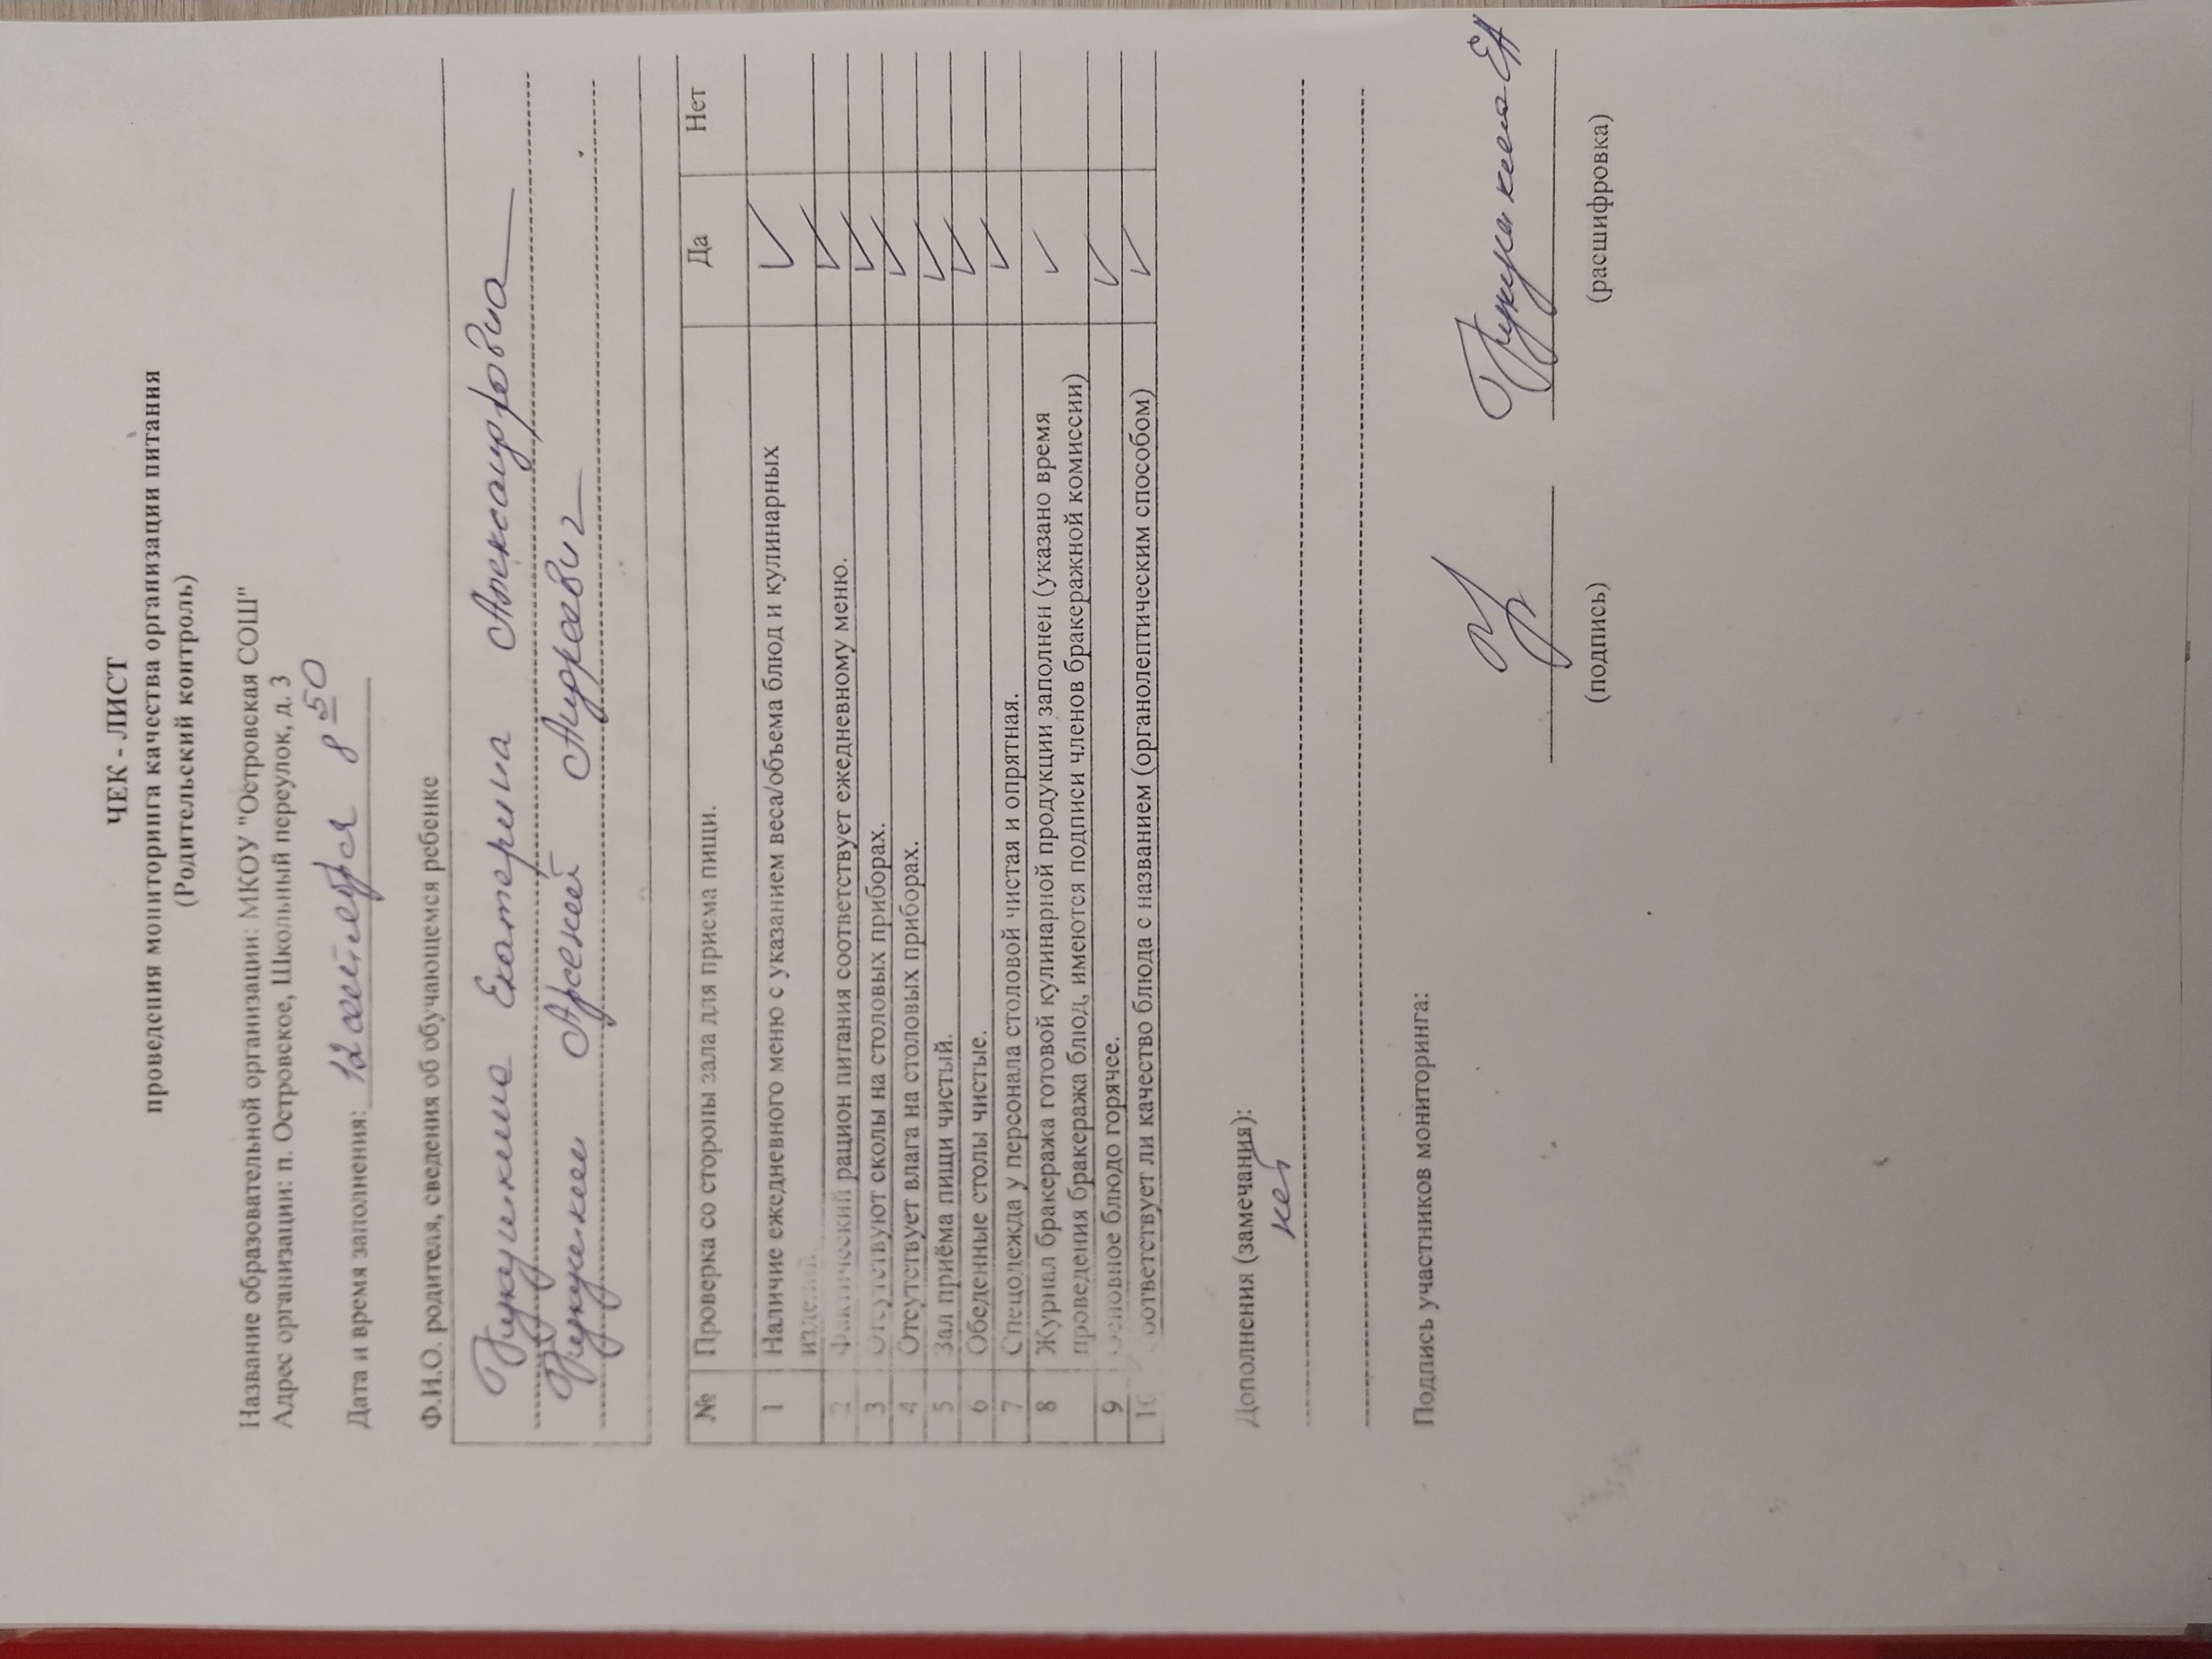 ЧЕК - ЛИСТ
проведения мониторинга качества организации питания
(Родительский контроль)
Название образовательной организации: МКОУ "Островская СОШ"
Адрес организации: п. Островское, Школьный переулок, д. 3
Дата и время заполнения: 12 сентября 8 50
Ф.И.О. родителя, сведения об обучающемся ребенке
Екатерина Александровна
Арсений Андреевич
№ Проверка со стороны зала для приема пищи. Да Нет
1 Наличие ежедневного меню с указанием веса/объема блюд и кулинарных ✓
изделий.
2 Фактический рацион питания соответствует ежедневному меню. ✓
3 Отсутствуют сколы на столовых приборах. ✓
4 Отсутствует влага на столовых приборах. ✓
5 Зал приёма пищи чистый. ✓
6 Обеденные столы чистые. ✓
7 Спецодежда у персонала столовой чистая и опрятная. ✓
8 Журнал бракеража готовой кулинарной продукции заполнен (указано время ✓
проведения бракеража блюд, имеются подписи членов бракеражной комиссии)
9 Основное блюдо горячее. ✓
10 Соответствует ли качество блюда с названием (органолептическим способом) ✓
Дополнения (замечания):
нет
Подпись участников мониторинга:
ЕА
(подпись) (расшифровка)